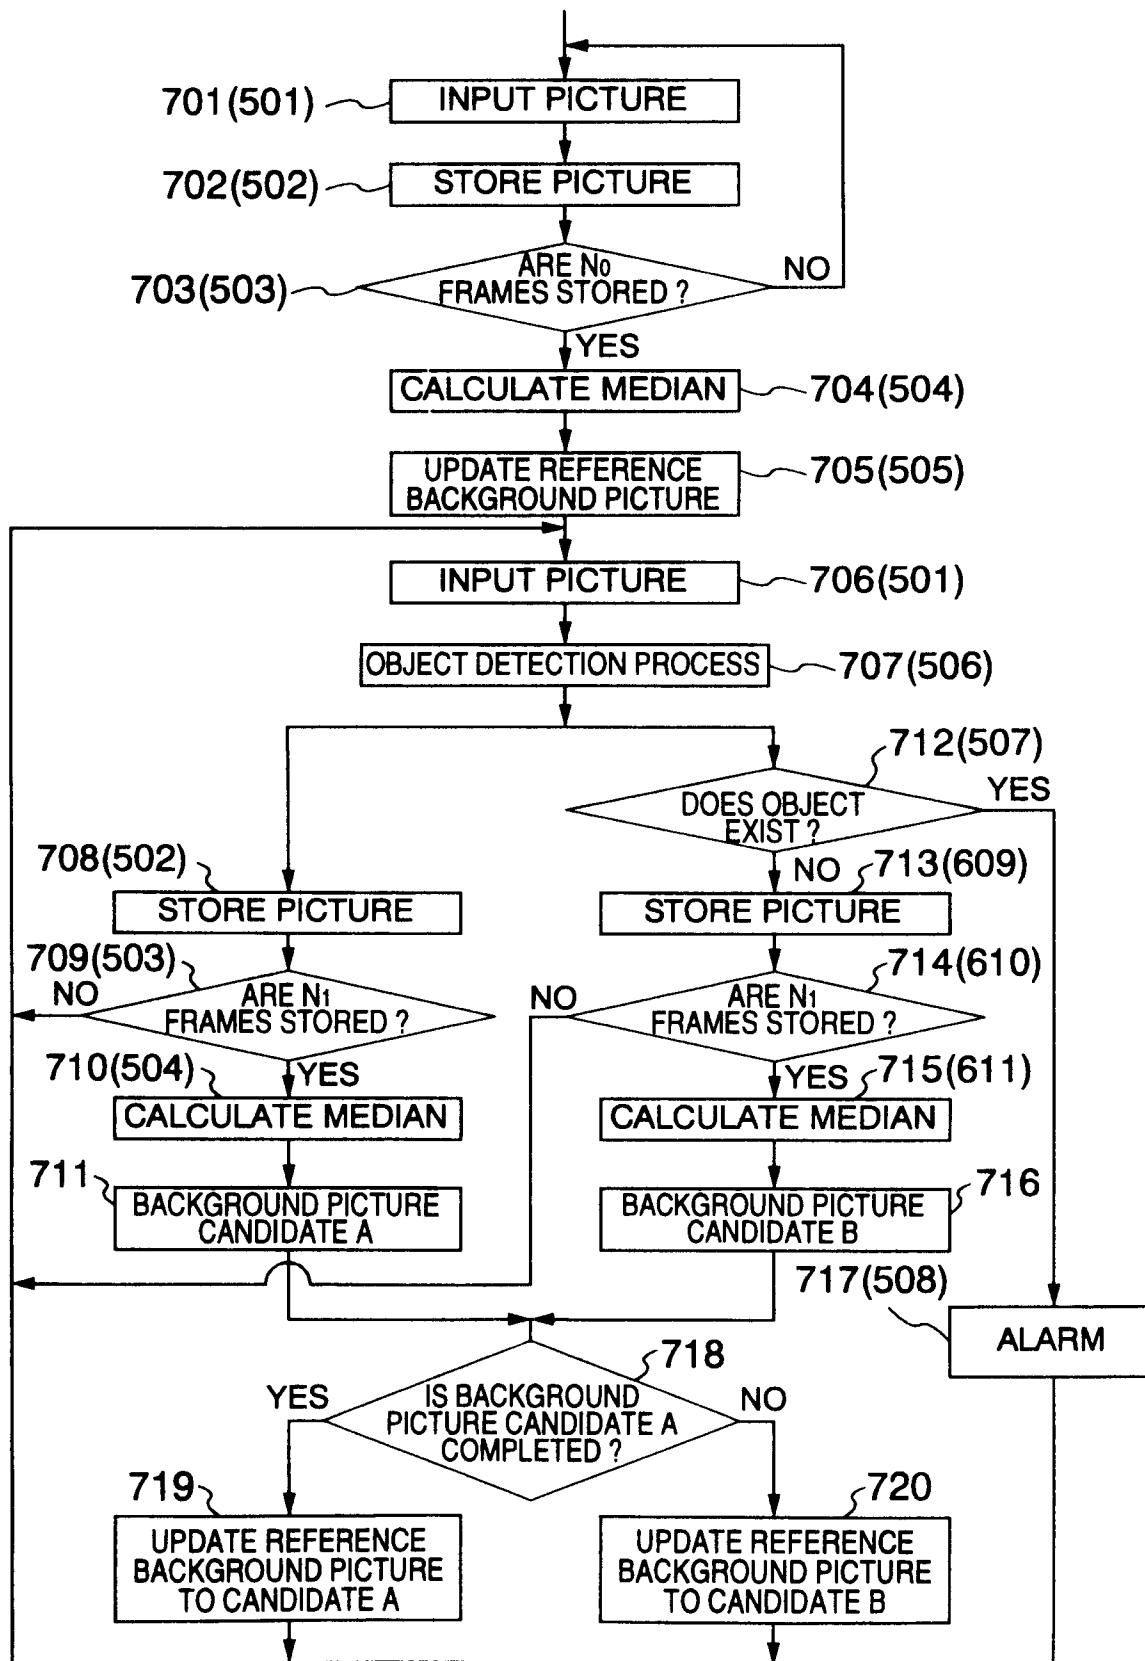 INPUT PICTURE
701(501)
STORE PICTURE
702(502)
ARE N0
FRAMES STORED ?
NO
703(503)
YES
CALCULATE MEDIAN
704(504)
UPDATE REFERENCE
BACKGROUND PICTURE
705(505)
INPUT PICTURE
706(501)
OBJECT DETECTION PROCESS
707(506)
712(507)
DOES OBJECT
EXIST ?
YES
NO
708(502)
STORE PICTURE
713(609)
STORE PICTURE
709(503)
NO
ARE N1
FRAMES STORED ?
YES
714(610)
NO
ARE N1
FRAMES STORED ?
YES
710(504)
CALCULATE MEDIAN
715(611)
CALCULATE MEDIAN
711
BACKGROUND PICTURE
CANDIDATE A
716
BACKGROUND PICTURE
CANDIDATE B
717(508)
ALARM
718
YES
IS BACKGROUND
PICTURE CANDIDATE A
COMPLETED ?
NO
719
UPDATE REFERENCE
BACKGROUND PICTURE
TO CANDIDATE A
720
UPDATE REFERENCE
BACKGROUND PICTURE
TO CANDIDATE B